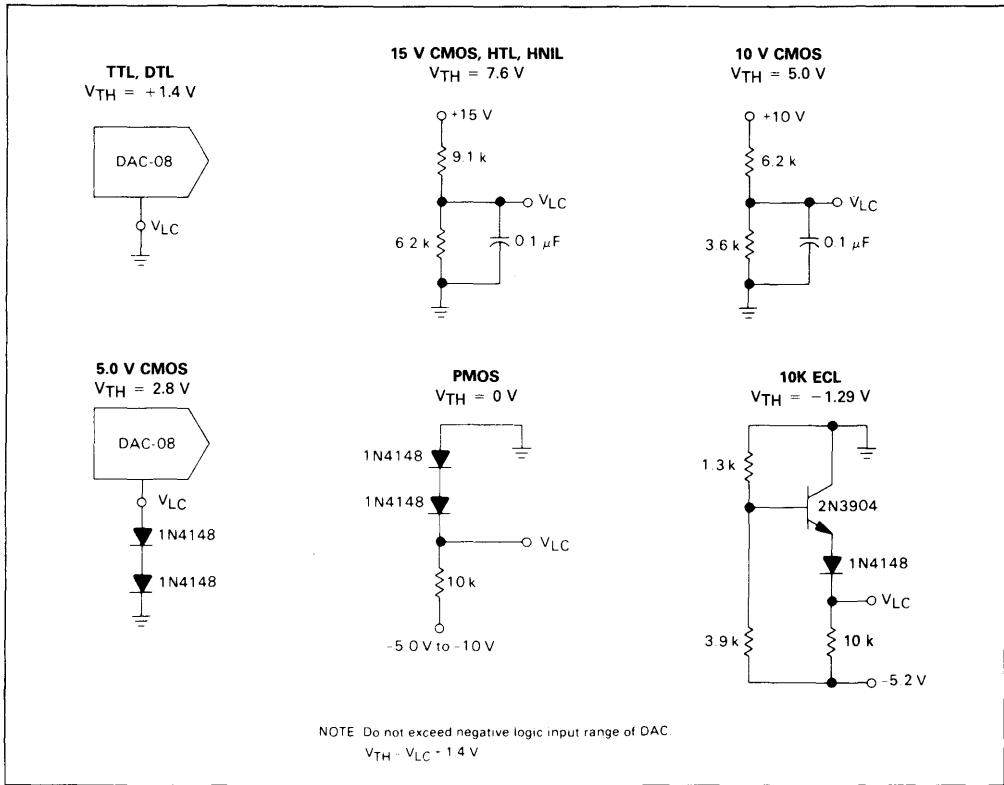 TTL, DTL
VTH = +1.4 V
DAC-08
VLC
15 V CMOS, HTL, HNIL
VTH = 7.6 V
+15 V
9.1 k
VLC
6.2 k
0.1 μF
10 V CMOS
VTH = 5.0 V
+10 V
6.2 k
VLC
3.6 k
0.1 μF
5.0 V CMOS
VTH = 2.8 V
DAC-08
VLC
1N4148
1N4148
PMOS
VTH = 0 V
1N4148
1N4148
VLC
10 k
-5.0 V to -10 V
10K ECL
VTH = -1.29 V
1.3 k
2N3904
1N4148
VLC
3.9 k
10 k
-5.2 V
NOTE Do not exceed negative logic input range of DAC.
VTH - VLC + 1 4 V